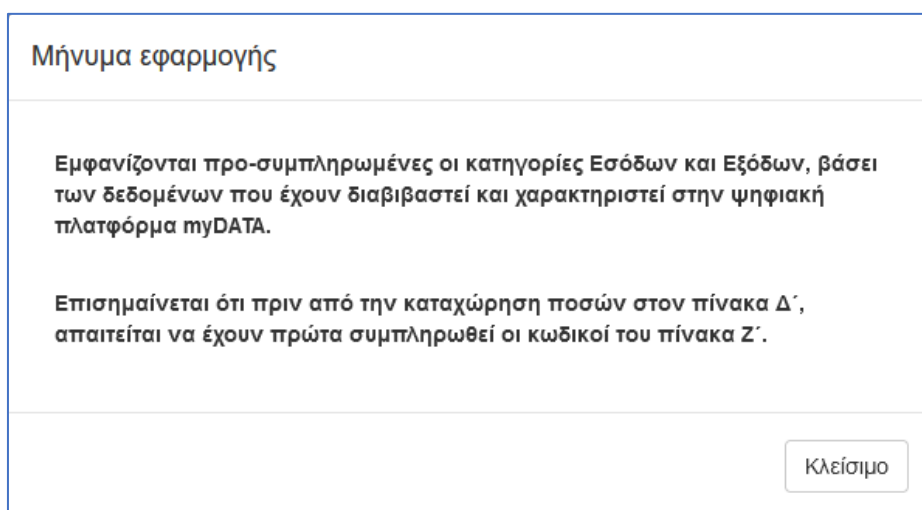 Μήνυμα εφαρμογής
Εμφανίζονται προ-συμπληρωμένες οι κατηγορίες Εσόδων και Εξόδων, βάσει
των δεδομένων που έχουν διαβιβαστεί και χαρακτηριστεί στην ψηφιακή
πλατφόρμα myDATA.
Επισημαίνεται ότι πριν από την καταχώρηση ποσών στον πίνακα Δ΄,
απαιτείται να έχουν πρώτα συμπληρωθεί οι κωδικοί του πίνακα Ζ΄.
Κλείσιμο